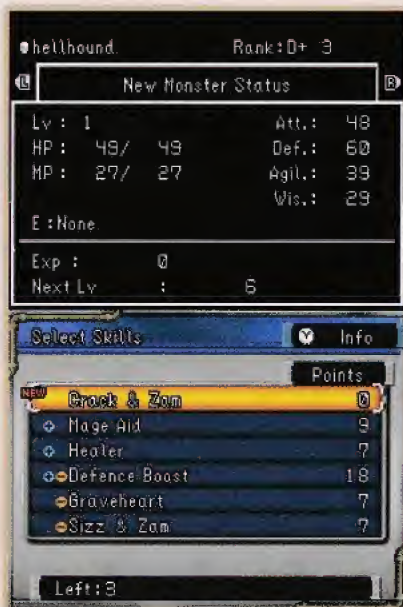 hellhound Rank:D+ 3
L New Monster Status R
Lv : 1 Att.: 48
HP : 49/ 49 Def.: 60
MP : 27/ 27 Agil.: 39
Wis.: 29
E :None
Exp : 0
Next Lv : 6
Select Skills Y Info
Points
NEW Crack & Zam 0
Mage Aid 9
Healer 7
Defence Boost 18
Graveheart 7
Sizz & Zam 7
Left:3